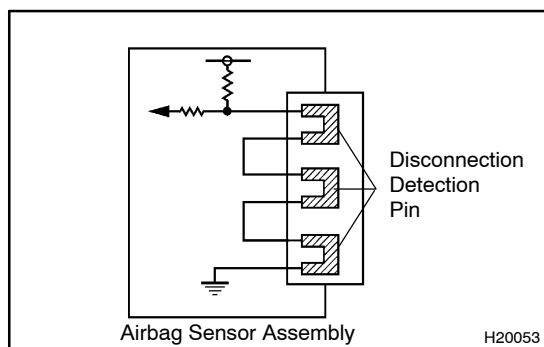 Disconnection
Detection
Pin
Airbag Sensor Assembly
H20053